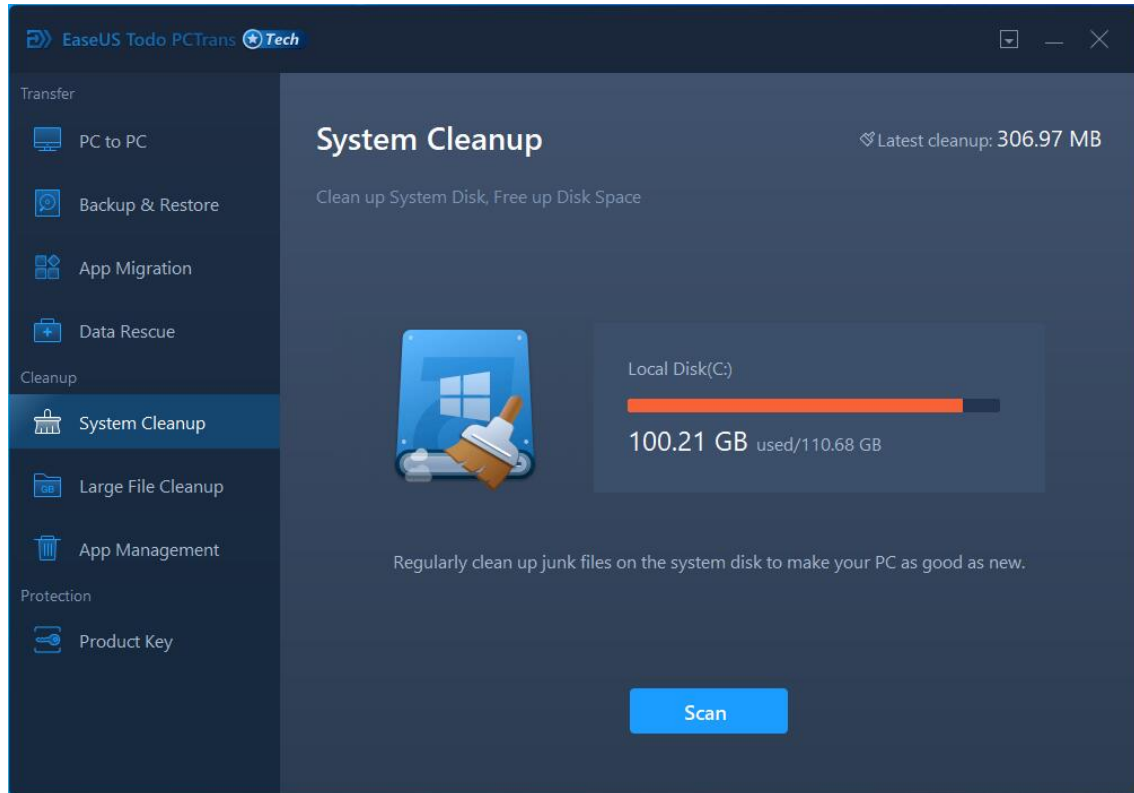 EaseUS Todo PCTrans Tech
Transfer
PC to PC
Backup & Restore
App Migration
Data Rescue
Cleanup
System Cleanup
Large File Cleanup
GB
App Management
Protection
Product Key
System Cleanup
Latest cleanup: 306.97 MB
Clean up System Disk, Free up Disk Space
Local Disk(C:)
100.21 GB used/110.68 GB
Regularly clean up junk files on the system disk to make your PC as good as new.
Scan